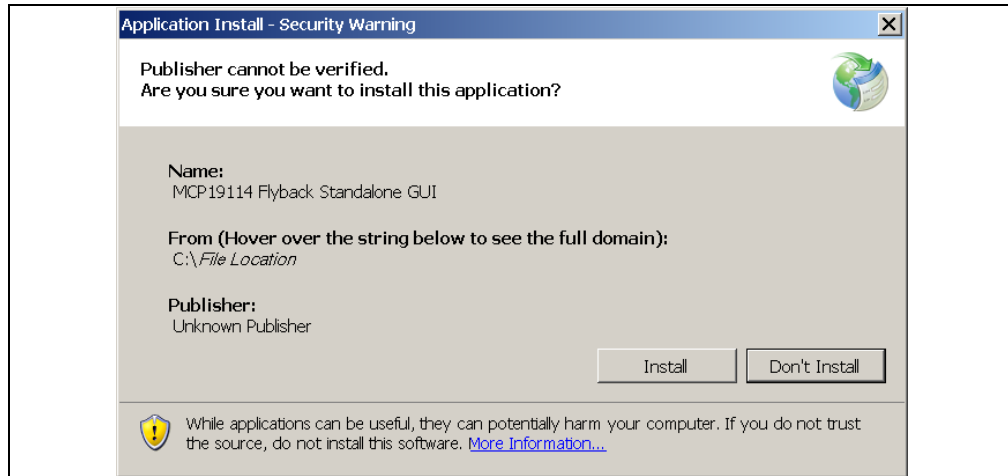 Application Install - Security Warning
Publisher cannot be verified.
Are you sure you want to install this application?
Name:
MCP19114 Flyback Standalone GUI
From (Hover over the string below to see the full domain):
C:\File Location
Publisher:
Unknown Publisher
Install
Don't Install
While applications can be useful, they can potentially harm your computer. If you do not trust
the source, do not install this software. More Information...